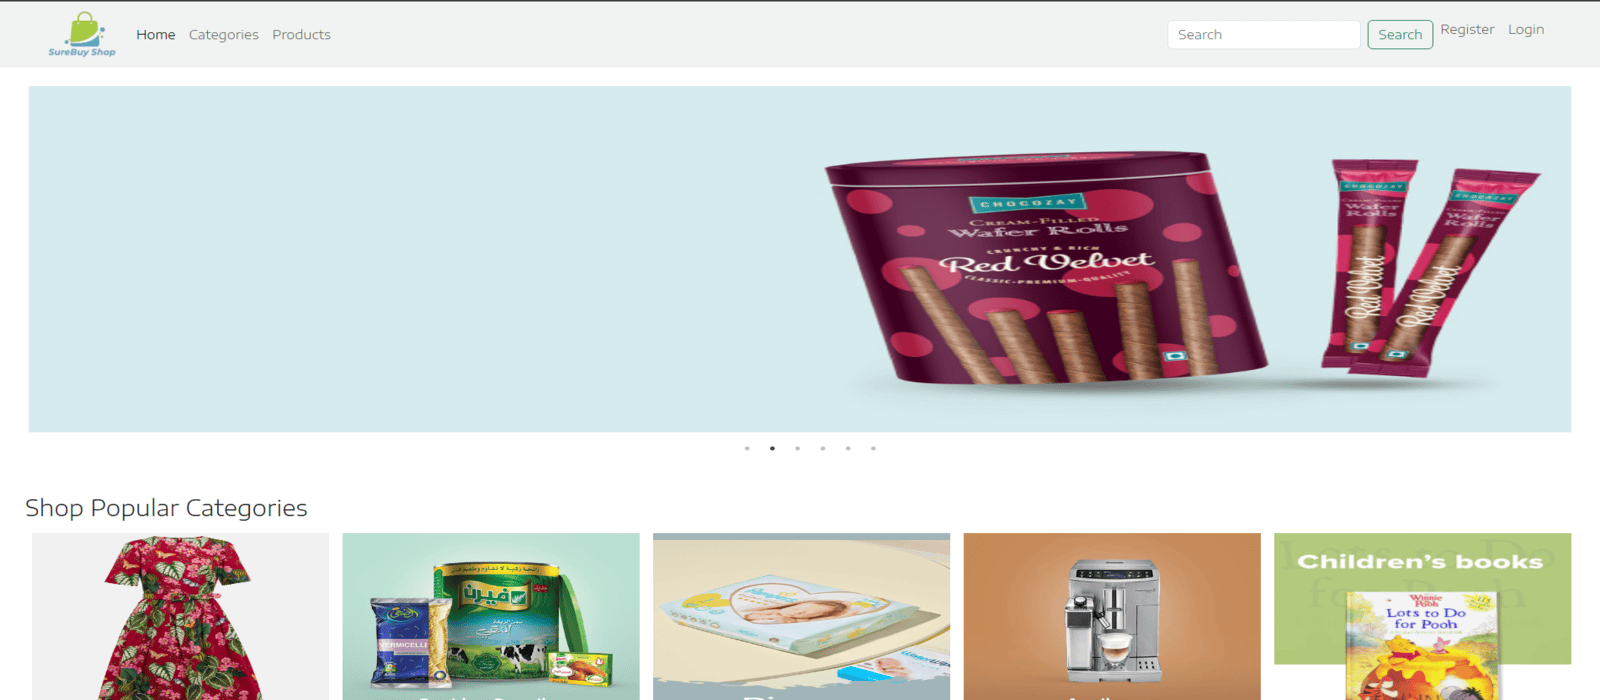 SureBuy Shop
Home
Categories
Products
Search
Search
Register
Login
CHOCOZAY
CREAM-FILLED
Wafer Rolls
CRUNCHY & RICH
Red Velvet
CLASSIC-PREMIUM-QUALITY
CHOCOZAY
Wafer
Rolls
Red Velvet
CHOCOZAY
Wafer
Rolls
Red Velvet
Shop Popular Categories
فيرن
VERMICELLI
Pampers
Children's books
Winnie
the Pooh
Lots to Do
for Pooh